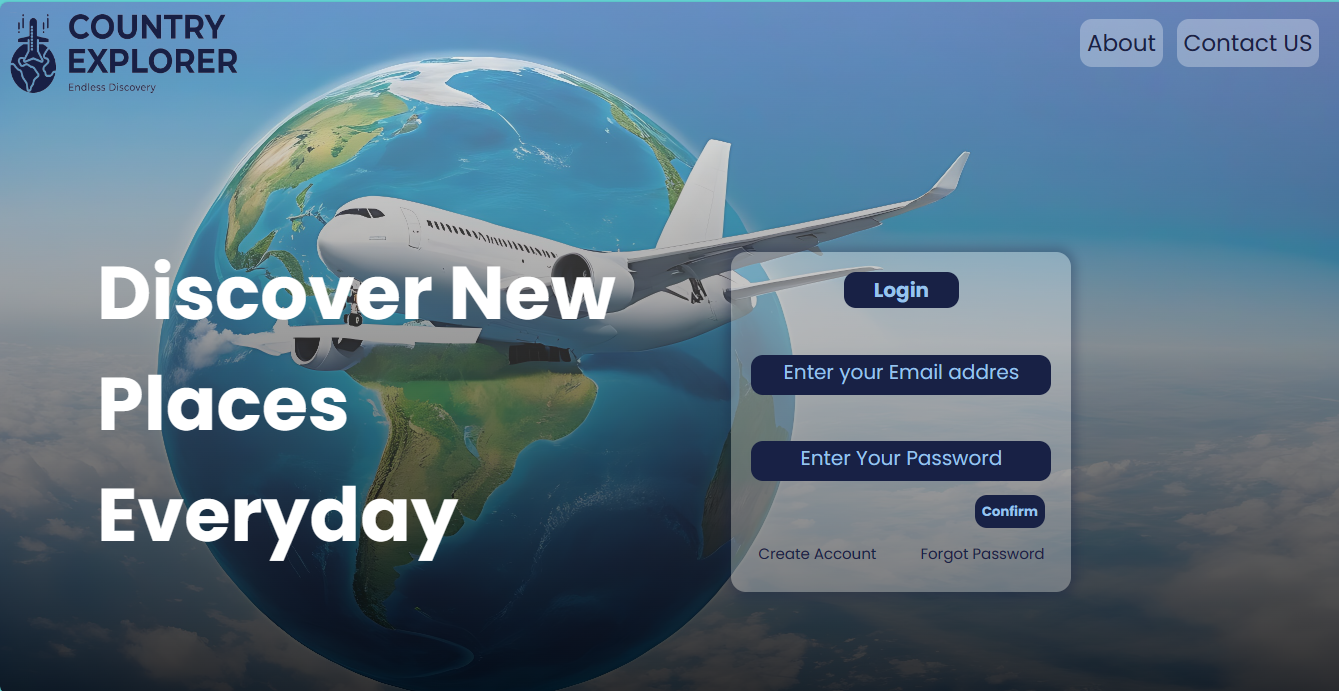 COUNTRY
EXPLORER
Endless Discovery
About
Contact US
Discover New
Places
Everyday
Login
Enter your Email addres
Enter Your Password
Confirm
Create Account
Forgot Password